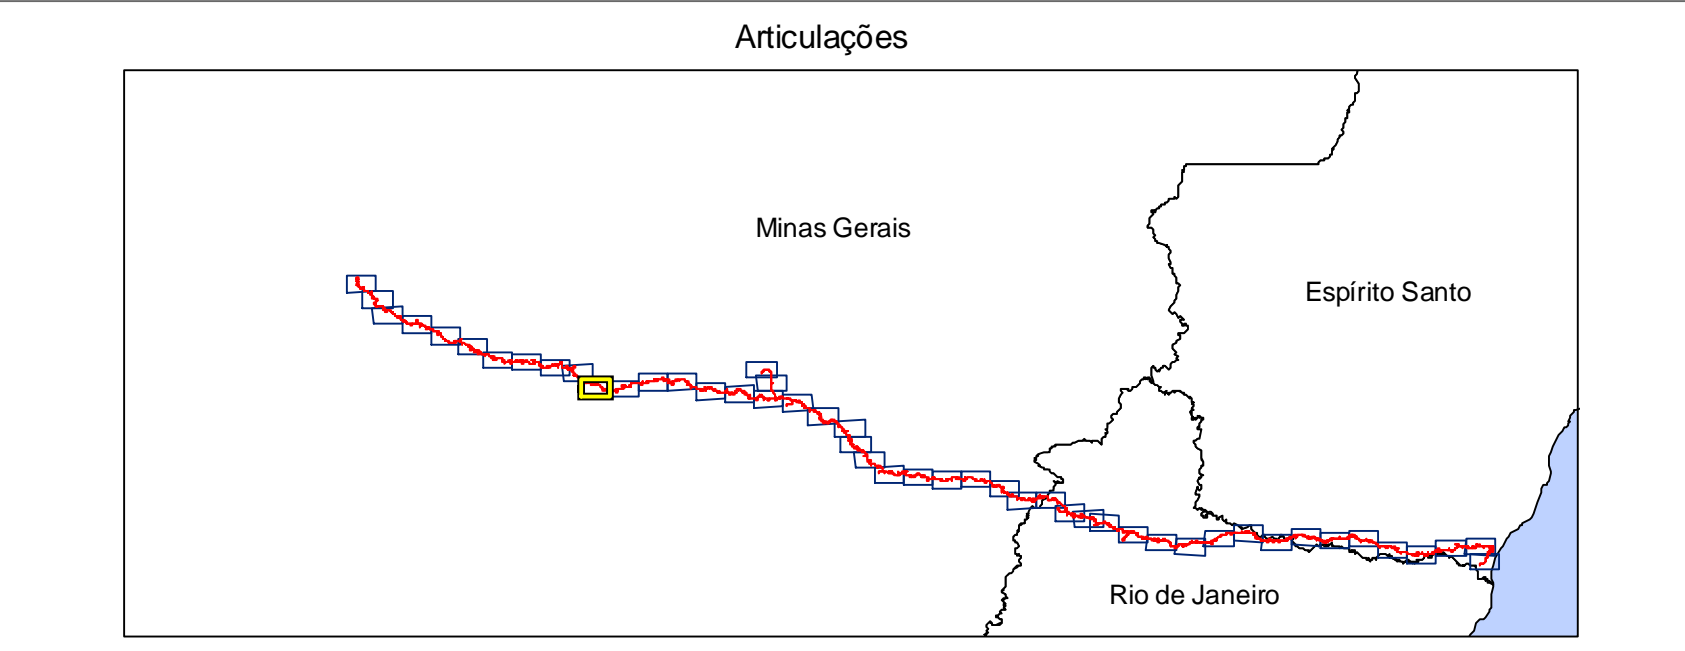 Articulações
Minas Gerais
Espírito Santo
Rio de Janeiro